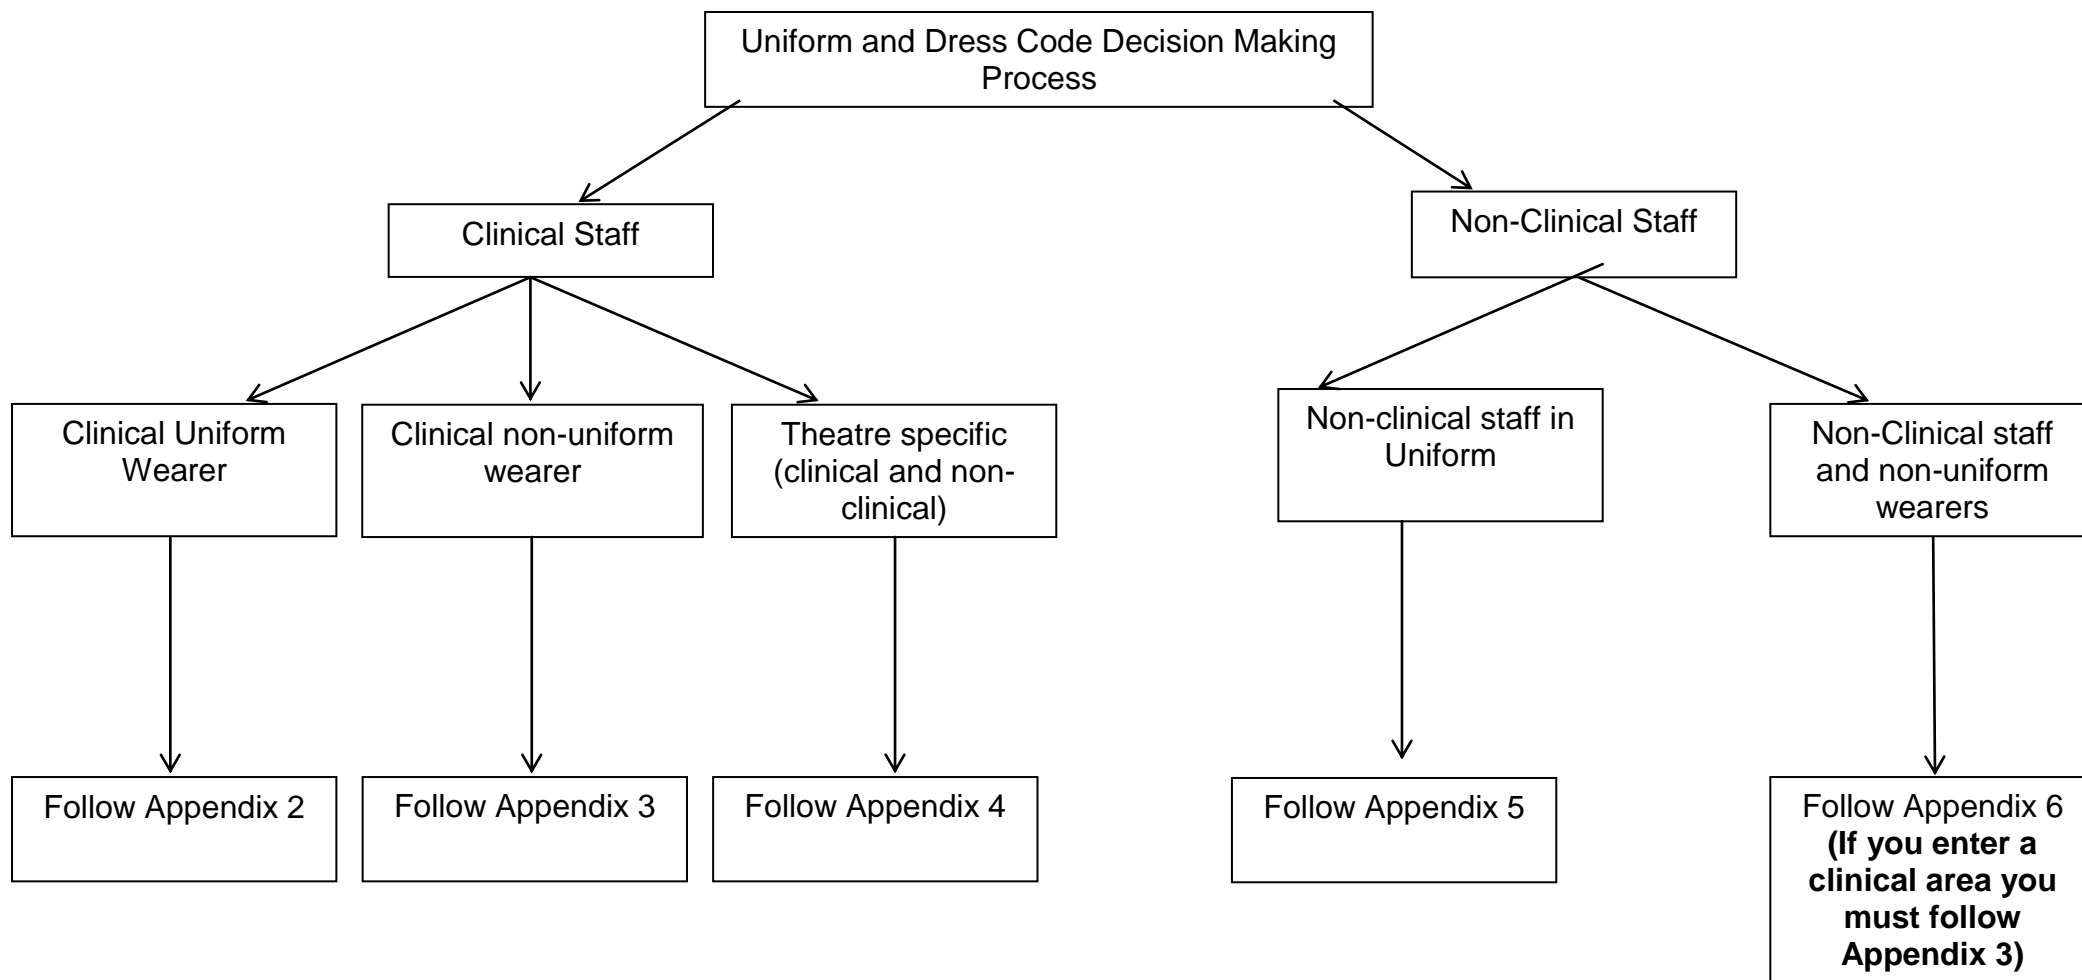 Uniform and Dress Code Decision Making
Process
Clinical Staff
Non-Clinical Staff
Clinical Uniform
Wearer
Clinical non-uniform
wearer
Theatre specific
(clinical and non-
clinical)
Non-clinical staff in
Uniform
Non-Clinical staff
and non-uniform
wearers
Follow Appendix 2
Follow Appendix 3
Follow Appendix 4
Follow Appendix 5
Follow Appendix 6
(If you enter a
clinical area you
must follow
Appendix 3)